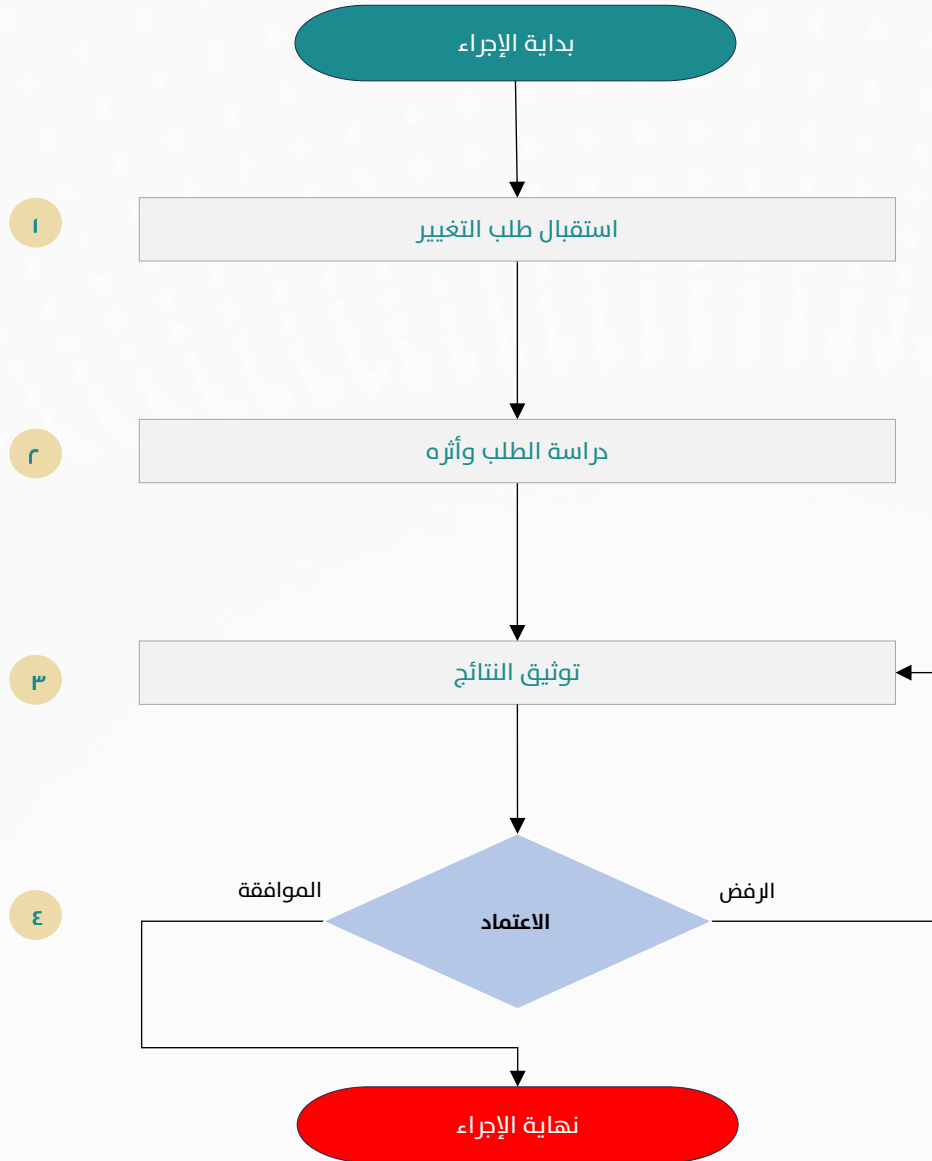 بداية الإجراء
١
استقبال طلب التغيير
٢
دراسة الطلب وأثره
٣
توثيق النتائج
الرفض
الموافقة
٤
الاعتماد
نهاية الإجراء